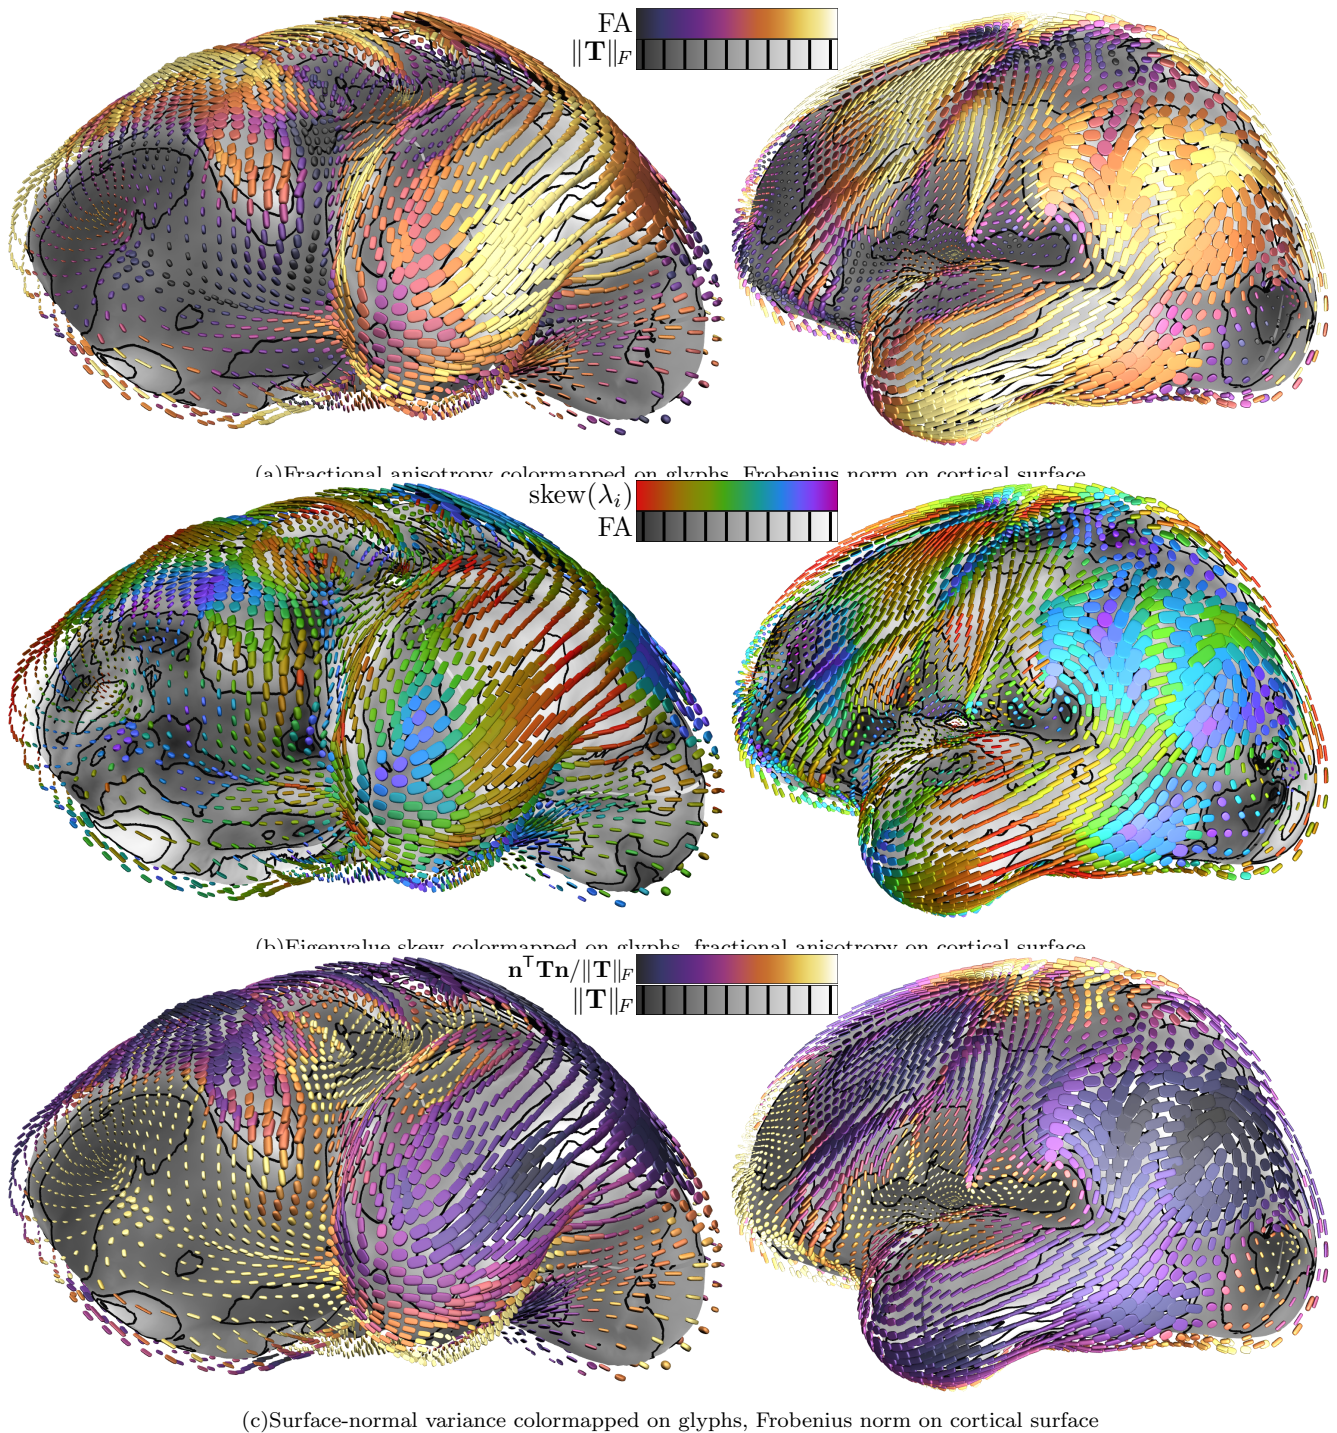 FA
‖T‖F
(a)Fractional anisotropy colormapped on glyphs, Frobenius norm on cortical surface
skew(λi)
FA
(b)Eigenvalue skew colormapped on glyphs, fractional anisotropy on cortical surface
n⊤Tn/‖T‖F
‖T‖F
(c)Surface-normal variance colormapped on glyphs, Frobenius norm on cortical surface